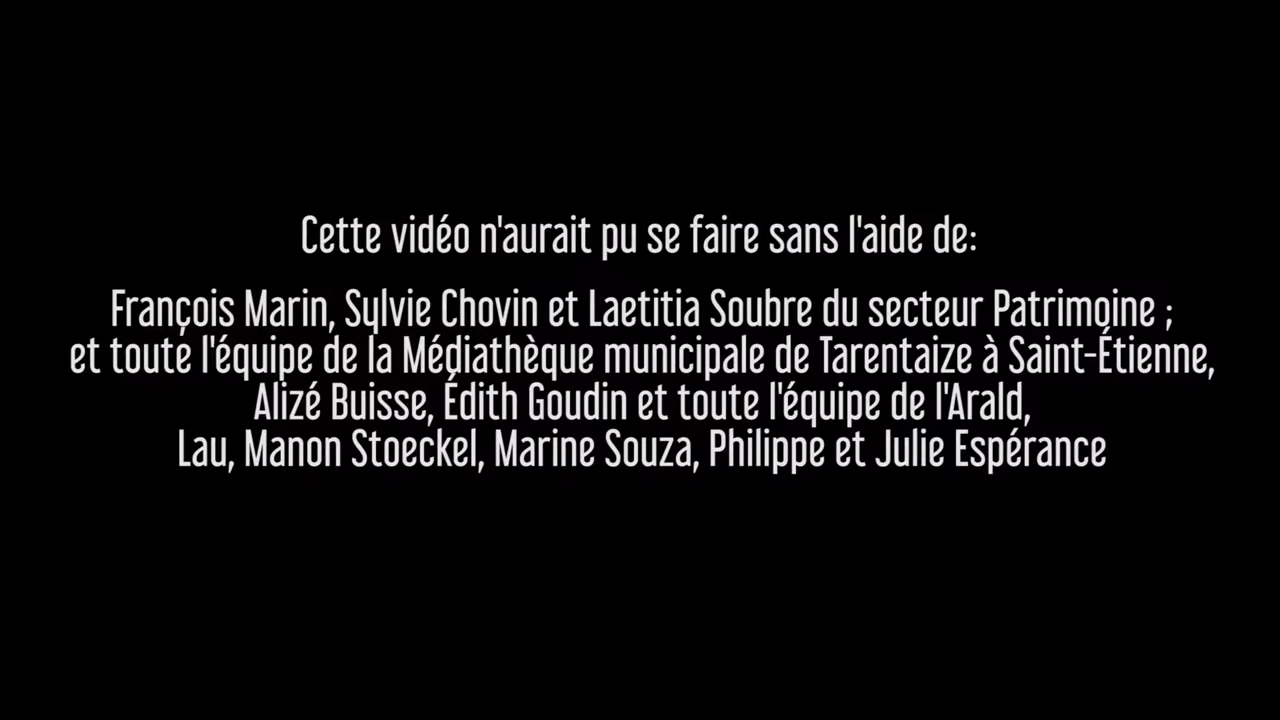 Cette vidéo n'aurait pu se faire sans l'aide de:
François Marin, Sylvie Chovin et Laetitia Soubre du secteur Patrimoine ;
et toute l'équipe de la Médiathèque municipale de Tarentaize à Saint-Étienne,
Alizé Buisse, Édith Goudin et toute l'équipe de l'Arald,
Lau, Manon Stoeckel, Marine Souza, Philippe et Julie Espérance